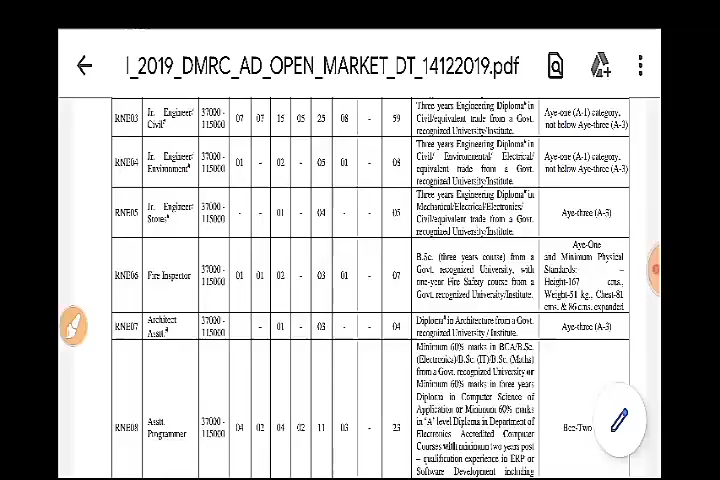 l_2019_DMRC_AD_OPEN_MARKET_DT_14122019.pdf
RNE03 Jr. Engineer/ Civil# 37000 - 115000 07 07 15 05 25 08 - 59 Three years Engineering Diploma^ in Civil/equivalent trade from a Govt. recognized University/Institute. Aye-one (A-1) category, not below Aye-three (A-3)
RNE04 Jr. Engineer/ Environment 37000 - 115000 01 - 02 - 05 01 - 08 Three years Engineering Diploma^ in Civil/ Environmental/ Electrical/ equivalent trade from a Govt. recognized University/Institute. Aye-one (A-1) category, not below Aye-three (A-3)
RNE05 Jr. Engineer/ Stores 37000 - 115000 - - 01 - 04 - - 05 Three years Engineering Diploma^ in Mechanical/Electrical/Electronics/ Civil/equivalent trade from a Govt. recognized University/Institute. Aye-three (A-3)
RNE06 Fire Inspector 37000 - 115000 01 01 02 - 03 01 - 07 B.Sc. (three years course) from a Govt. recognized University, with one-year Fire Safety course from a Govt. recognized University/Institute. Aye-One and Minimum Physical Standards: – Height-167 cms., Weight-51 kg., Chest-81 cms. & 86 cms. expanded
RNE07 Architect Asstt. 37000 - 115000 - 01 - 03 - - 04 Diploma^ in Architecture from a Govt. recognized University / Institute. Aye-three (A-3)
RNE08 Asstt. Programmer 37000 - 115000 04 02 04 02 11 03 - 23 Minimum 60% marks in BCA/B.Sc. (Electronics)/B.Sc. (IT)/B.Sc. (Maths) from a Govt. recognized University or Minimum 60% marks in three years Diploma in Computer Science of Application or Minimum 60% marks in 'A' level Diploma in Department of Electronics Accredited Computer Courses with minimum two years post – qualification experience in ERP or Software Development including Bee-Two